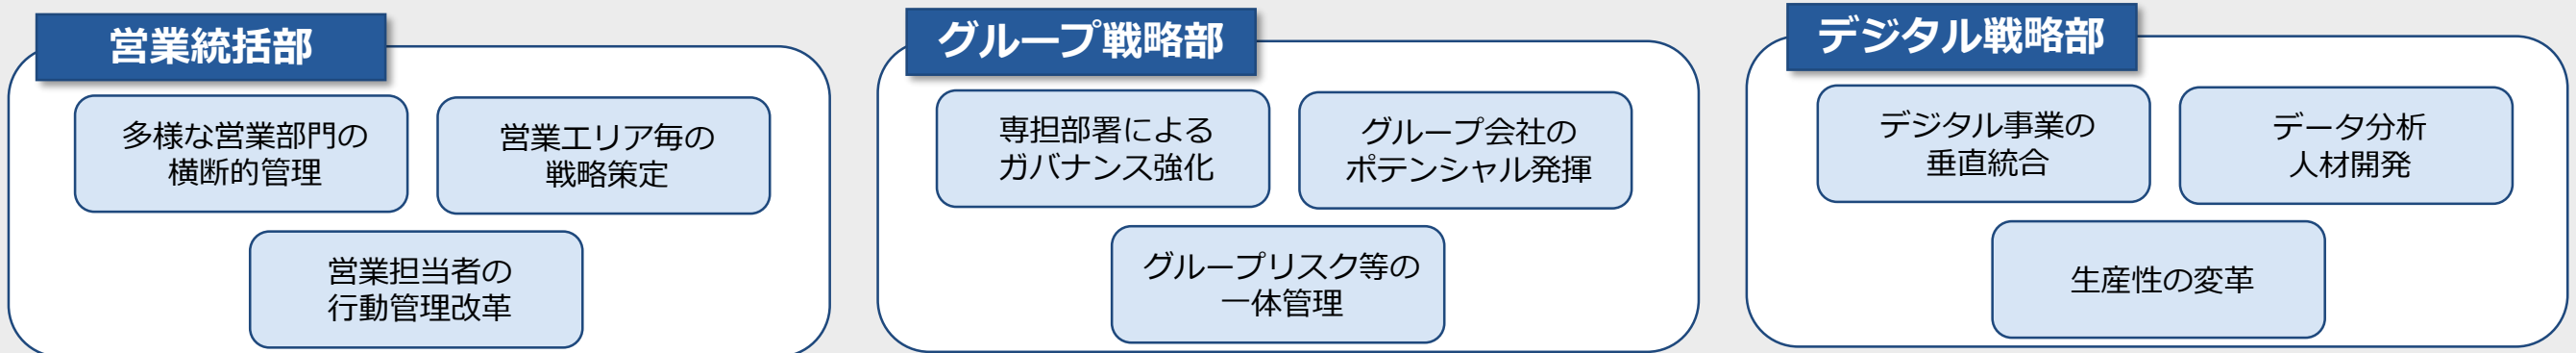 営業統括部
多様な営業部門の
横断的管理
営業エリア毎の
戦略策定
営業担当者の
行動管理改革
グループ戦略部
専担部署による
ガバナンス強化
グループ会社の
ポテンシャル発揮
グループリスク等の
一体管理
デジタル戦略部
デジタル事業の
垂直統合
データ分析
人材開発
生産性の変革